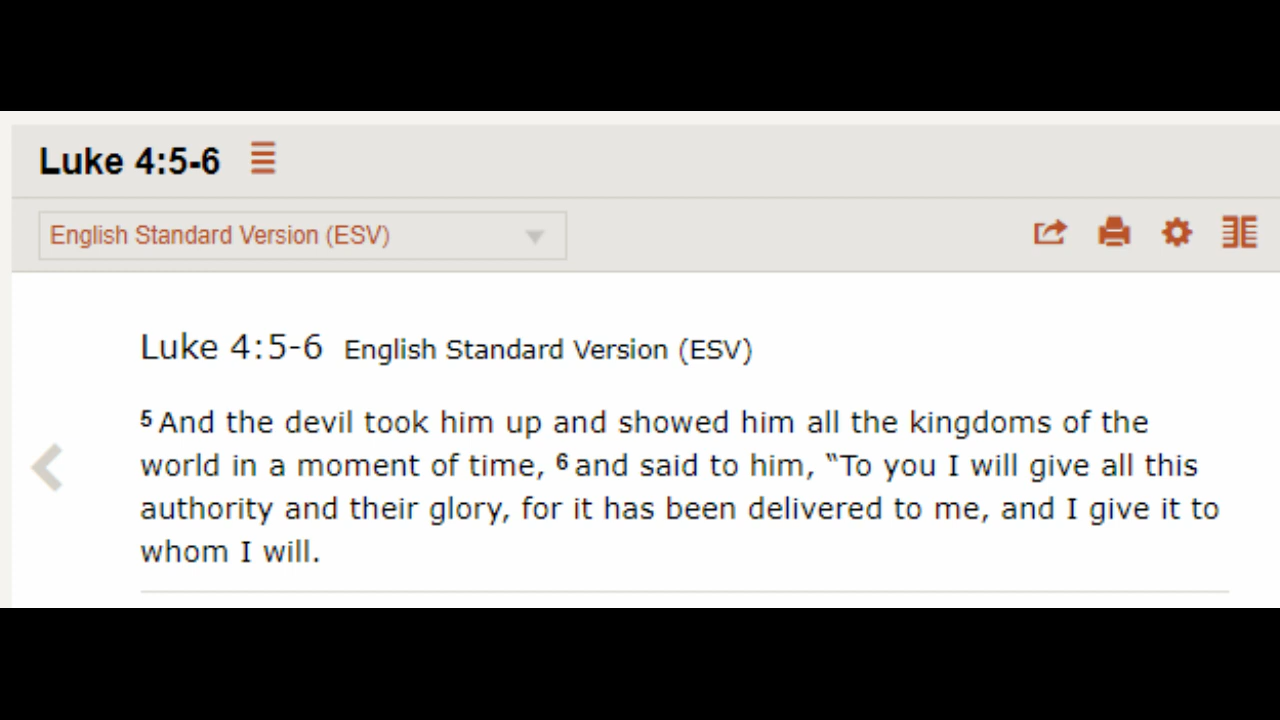 Luke 4:5-6
English Standard Version (ESV)
Luke 4:5-6 English Standard Version (ESV)
5 And the devil took him up and showed him all the kingdoms of the
world in a moment of time, 6 and said to him, “To you I will give all this
authority and their glory, for it has been delivered to me, and I give it to
whom I will.